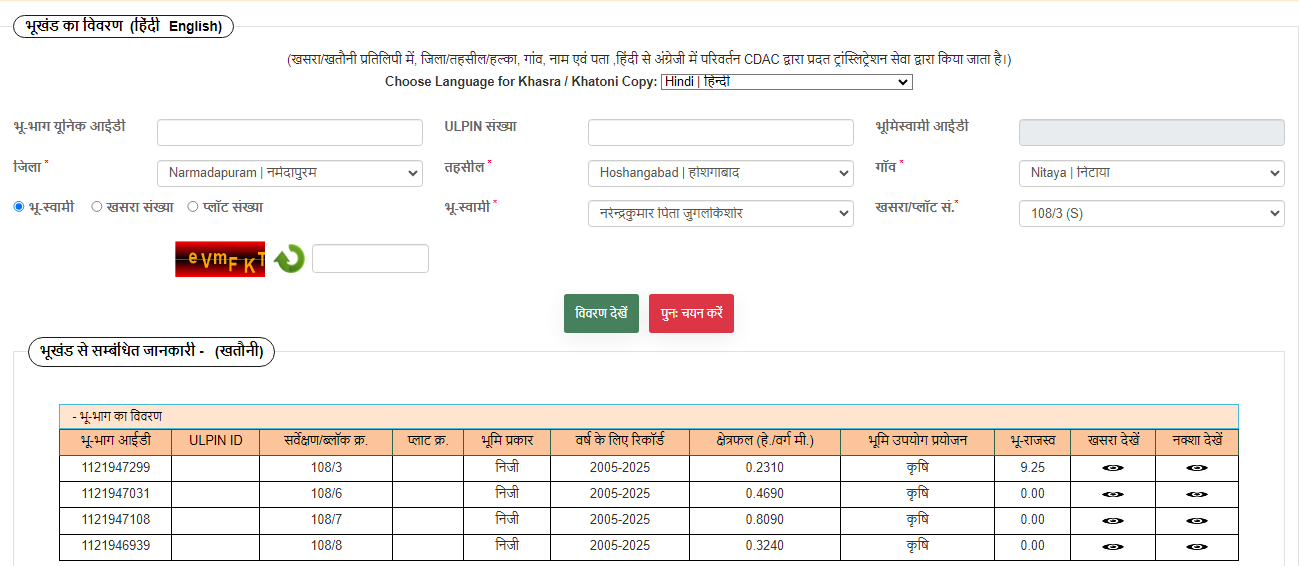 भूखंड का विवरण (हिंदी English)
(खसरा/खतौनी प्रतिलिपी में, जिला/तहसील/हल्का, गांव, नाम एवं पता ,हिंदी से अंग्रेजी में परिवर्तन CDAC द्वारा प्रदत ट्रांस्लिट्रेशन सेवा द्वारा किया जाता है।)
Choose Language for Khasra / Khatoni Copy: Hindi | हिन्दी
भू-भाग यूनिक आईडी ULPIN संख्या भूमिस्वामी आईडी
जिला * Narmadapuram | नर्मदापुरम तहसील * Hoshangabad | होशंगाबाद गाँव * Nitaya | निटाया
भू-स्वामी खसरा संख्या प्लॉट संख्या भू-स्वामी * नरेन्द्रकुमार पिता जुगलकिशोर खसरा/प्लॉट सं.* 108/3 (S)
evmFKT
विवरण देखें पुनः चयन करें
भूखंड से सम्बंधित जानकारी - (खतौनी)
- भू-भाग का विवरण
भू-भाग आईडी ULPIN ID सर्वेक्षण/ब्लॉक क्र. प्लाट क्र. भूमि प्रकार वर्ष के लिए रिकॉर्ड क्षेत्रफल (हे./वर्ग मी.) भूमि उपयोग प्रयोजन भू-राजस्व खसरा देखें नक्शा देखें
1121947299 108/3 निजी 2005-2025 0.2310 कृषि 9.25
1121947031 108/6 निजी 2005-2025 0.4690 कृषि 0.00
1121947108 108/7 निजी 2005-2025 0.8090 कृषि 0.00
1121946939 108/8 निजी 2005-2025 0.3240 कृषि 0.00